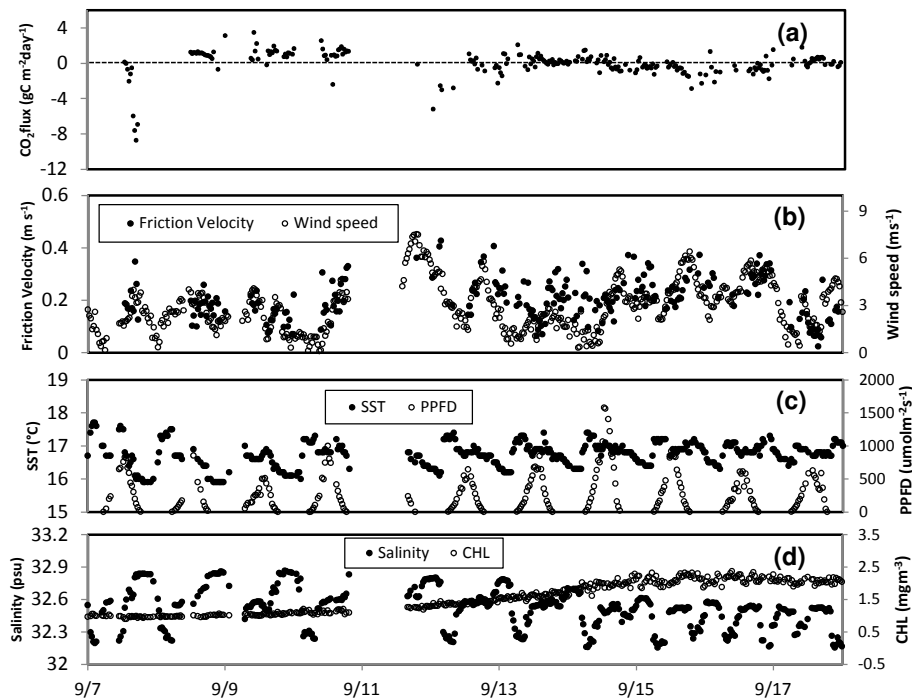 (a)
4
0
-4
-8
-12
CO₂flux (gC m⁻²day⁻¹)
(b)
Friction Velocity Wind speed
0.6
0.4
0.2
0
Friction Velocity (m s⁻¹)
9
6
3
0
Wind speed (ms⁻¹)
(c)
SST PPFD
19
18
17
16
15
SST (°C)
2000
1500
1000
500
0
PPFD (umolm⁻²s⁻¹)
(d)
Salinity CHL
33.2
32.9
32.6
32.3
32
Salinity (psu)
3.5
2.5
1.5
0.5
-0.5
CHL (mgm⁻³)
9/7 9/9 9/11 9/13 9/15 9/17